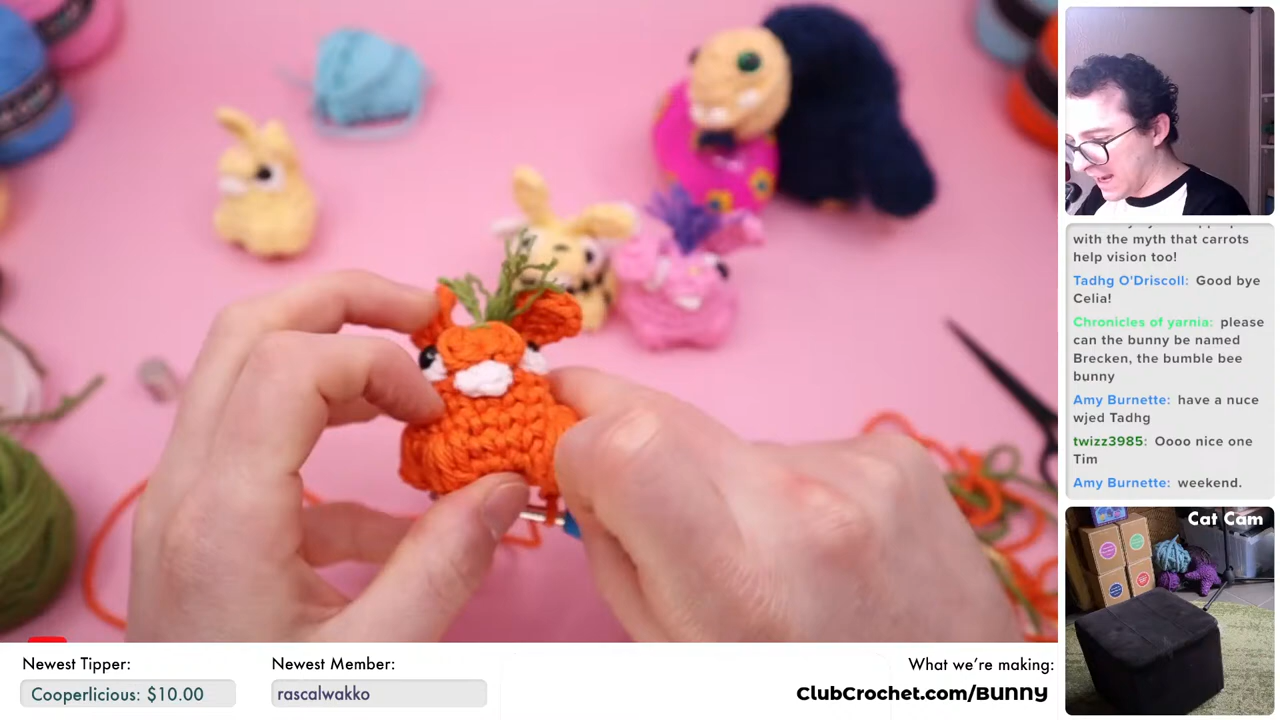 with the myth that carrots
help vision too!
Tadhg O'Driscoll: Good bye
Celia!
Chronicles of yarnia: please
can the bunny be named
Brecken, the bumble bee
bunny
Amy Burnette: have a nuce
wjed Tadhg
twizz3985: Oooo nice one
Tim
Amy Burnette: weekend.
Cat Cam
Newest Tipper:
Cooperlicious: $10.00
Newest Member:
rascalwakko
What we're making:
ClubCrochet.com/BUNNY